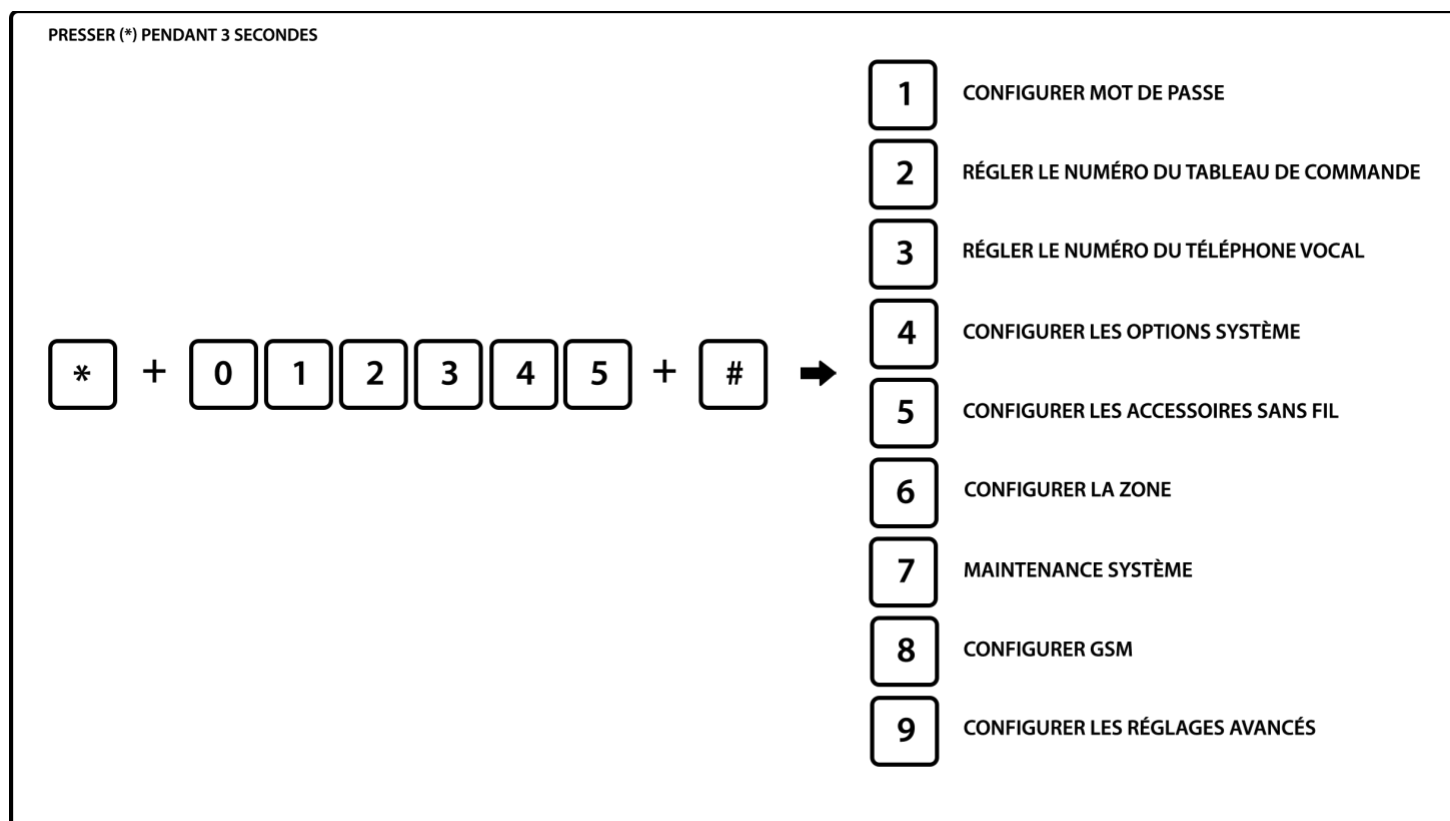 PRESSER (*) PENDANT 3 SECONDES
1 CONFIGURER MOT DE PASSE
2 RÉGLER LE NUMÉRO DU TABLEAU DE COMMANDE
3 RÉGLER LE NUMÉRO DU TÉLÉPHONE VOCAL
4 CONFIGURER LES OPTIONS SYSTÈME
* + 0 1 2 3 4 5 + #
5 CONFIGURER LES ACCESSOIRES SANS FIL
6 CONFIGURER LA ZONE
7 MAINTENANCE SYSTÈME
8 CONFIGURER GSM
9 CONFIGURER LES RÉGLAGES AVANCÉS